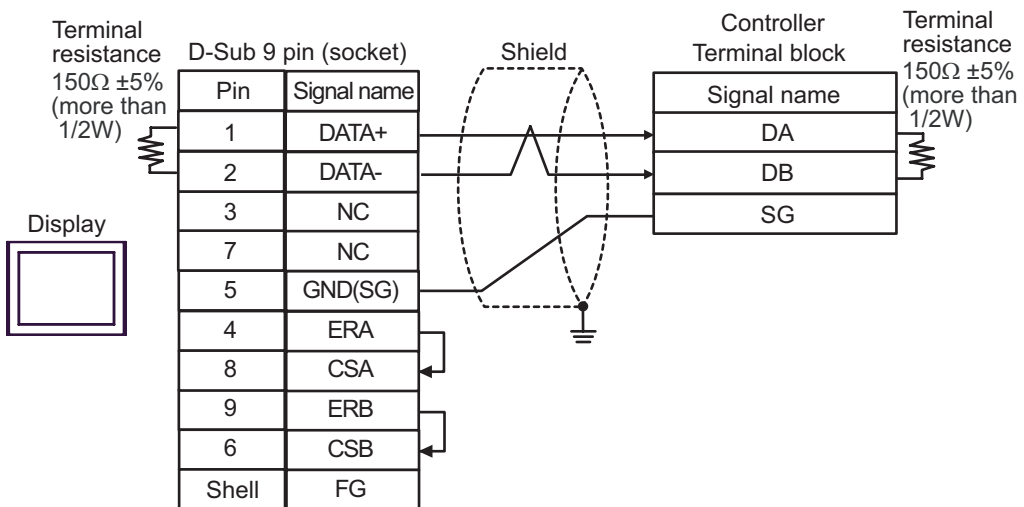 Terminal
resistance
150Ω ±5%
(more than
1/2W)
D-Sub 9 pin (socket)
Shield
Controller
Terminal block
Terminal
resistance
150Ω ±5%
(more than
1/2W)
Pin Signal name
1 DATA+
2 DATA-
3 NC
7 NC
5 GND(SG)
4 ERA
8 CSA
9 ERB
6 CSB
Shell FG
Signal name
DA
DB
SG
Display